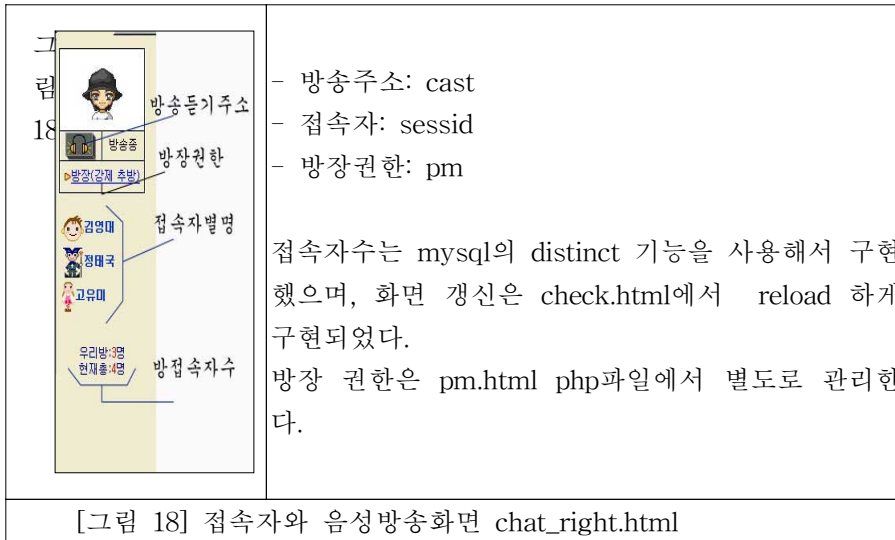 그
림
18
방송듣기주소
방송중
방장권한
▷방장(강제 추방)
접속자별명
김영대
정태국
고유미
우리방:3명
현재총:4명
방접속자수
- 방송주소: cast
- 접속자: sessid
- 방장권한: pm
접속자수는 mysql의 distinct 기능을 사용해서 구현
했으며, 화면 갱신은 check.html에서 reload 하게
구현되었다.
방장 권한은 pm.html php파일에서 별도로 관리한
다.
[그림 18] 접속자와 음성방송화면 chat_right.html